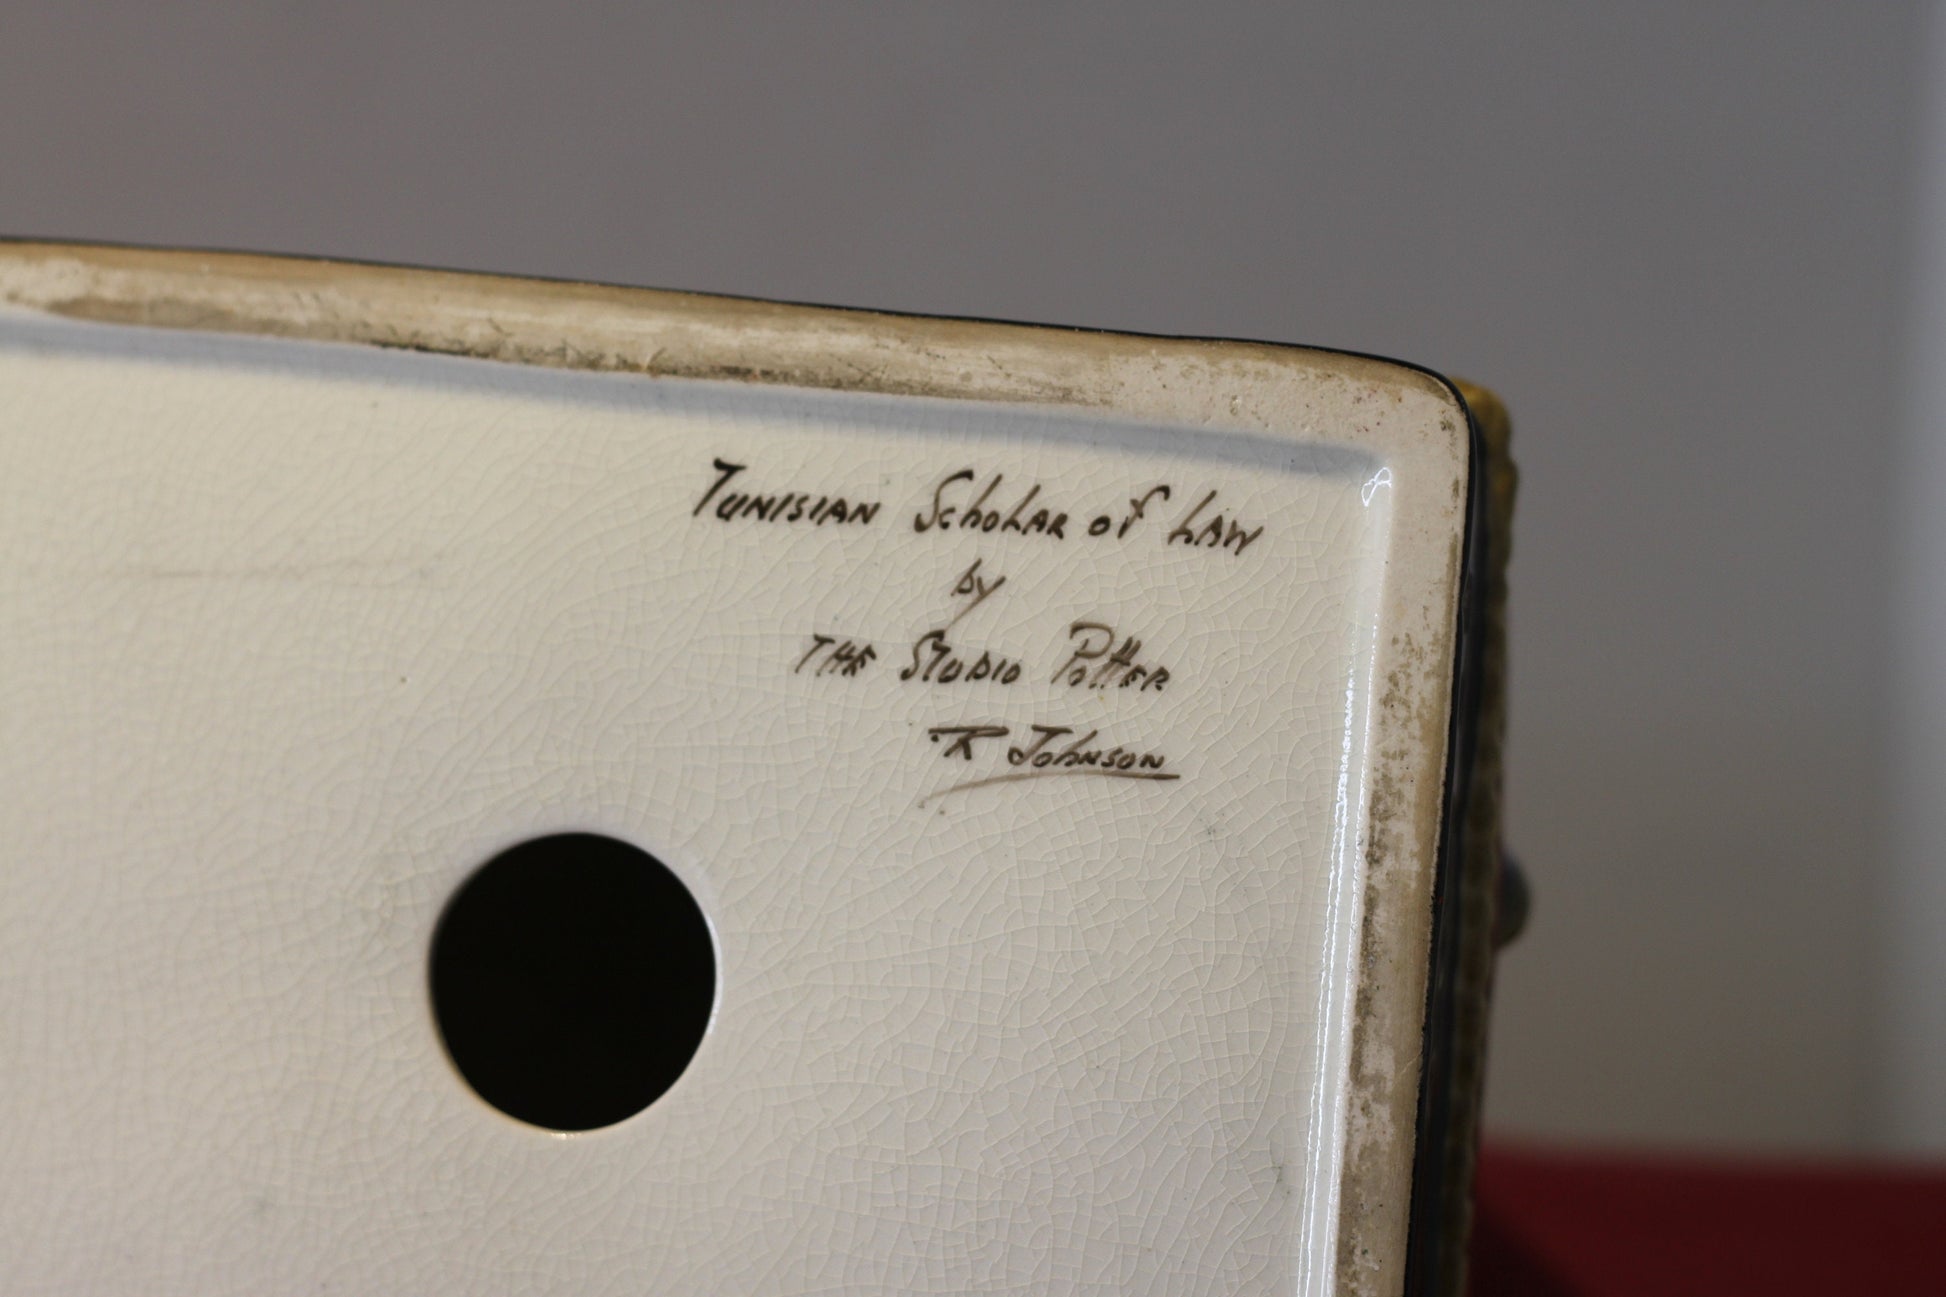 Tunisian Scholar of Law
by
The Studio Potter
R Johnson